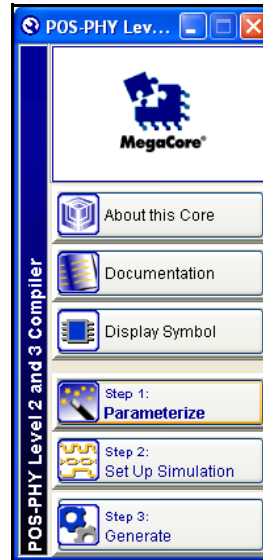 POS-PHY Lev...
MegaCore®
POS-PHY Level 2 and 3 Compiler
About this Core
Documentation
Display Symbol
Step 1:
Parameterize
Step 2:
Set Up Simulation
Step 3:
Generate